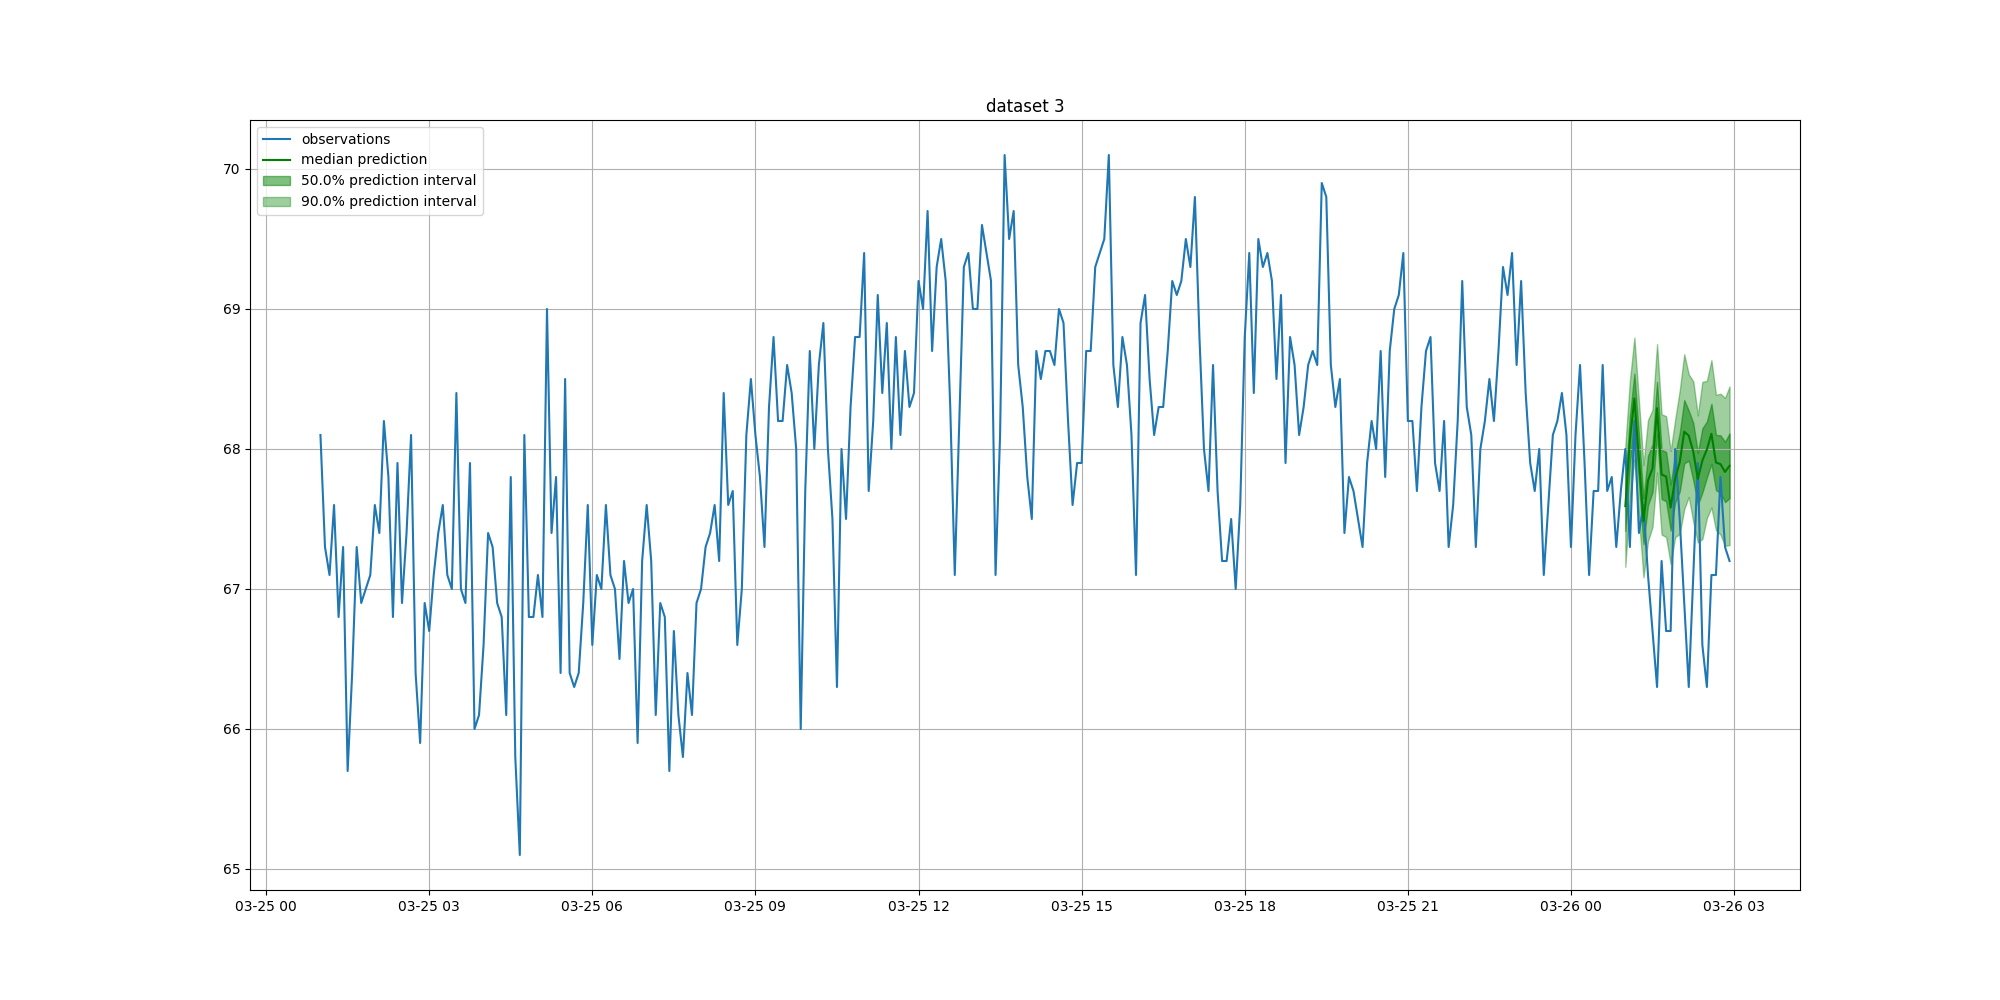 dataset 3
observations
median prediction
50.0% prediction interval
90.0% prediction interval
70
69
68
67
66
65
03-25 00 03-25 03 03-25 06 03-25 09 03-25 12 03-25 15 03-25 18 03-25 21 03-26 00 03-26 03